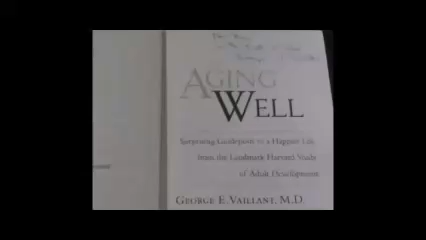 AGING
WELL
Surprising Guideposts to a Happier Life
from the Landmark Harvard Study
of Adult Development
GEORGE E. VAILLANT, M.D.